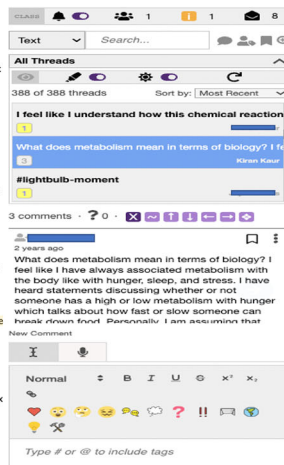 CLASS 1 1 8
Text Search...
All Threads
388 of 388 threads Sort by: Most Recent
I feel like I understand how this chemical reaction
1
What does metabolism mean in terms of biology? I fe
3 Kiran Kaur
#lightbulb-moment
1
3 comments · ? 0 ·
2 years ago
What does metabolism mean in terms of biology? I
feel like I have always associated metabolism with
the body like with hunger, sleep, and stress. I have
heard statements discussing whether or not
someone has a high or low metabolism with hunger
which talks about how fast or slow someone can
break down food. Personally, I am assuming that
New Comment
Normal B I U S x² x₂
Type # or @ to include tags